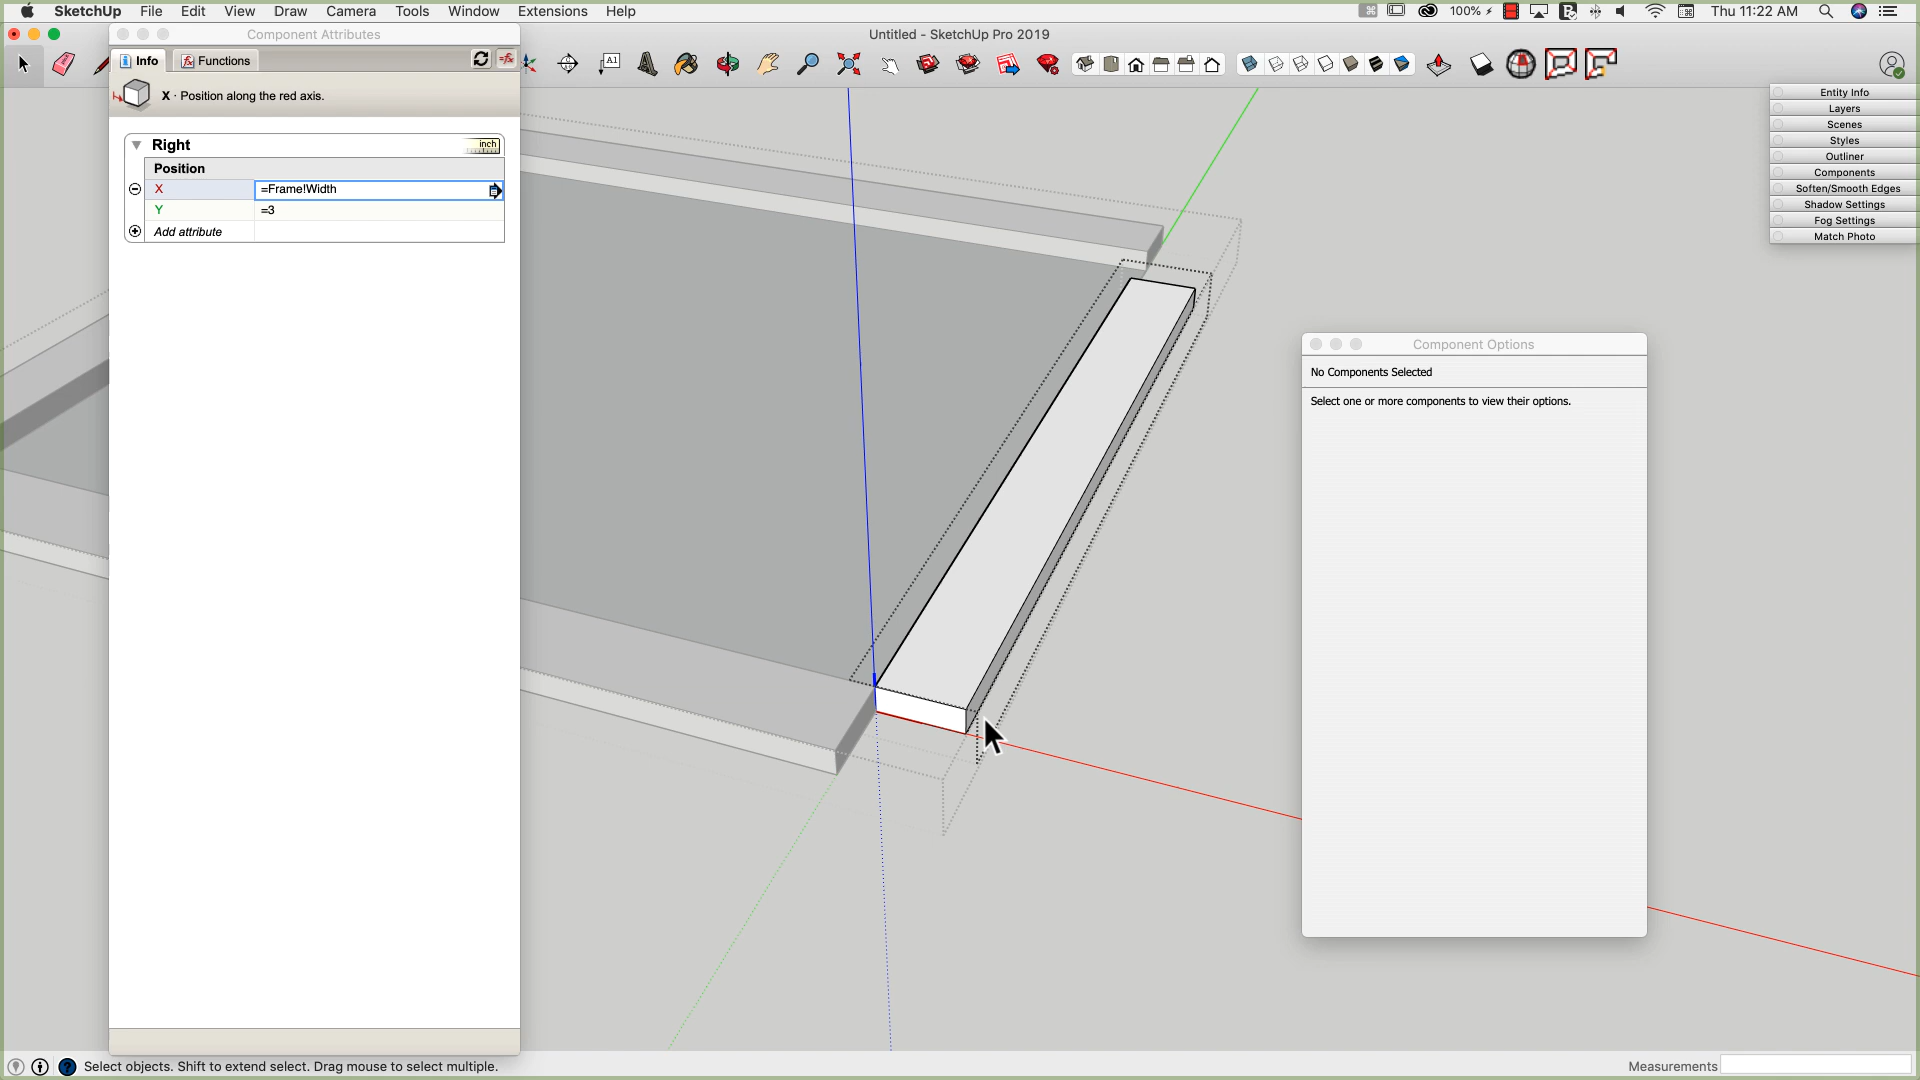 SketchUp File Edit View Draw Camera Tools Window Extensions Help
100% Thu 11:22 AM
Component Attributes
Untitled - SketchUp Pro 2019
Info
Functions
A1
X · Position along the red axis.
Right
inch
Position
X =Frame!Width
Y =3
Add attribute
Entity Info
Layers
Scenes
Styles
Outliner
Components
Soften/Smooth Edges
Shadow Settings
Fog Settings
Match Photo
Component Options
No Components Selected
Select one or more components to view their options.
Select objects. Shift to extend select. Drag mouse to select multiple.
Measurements